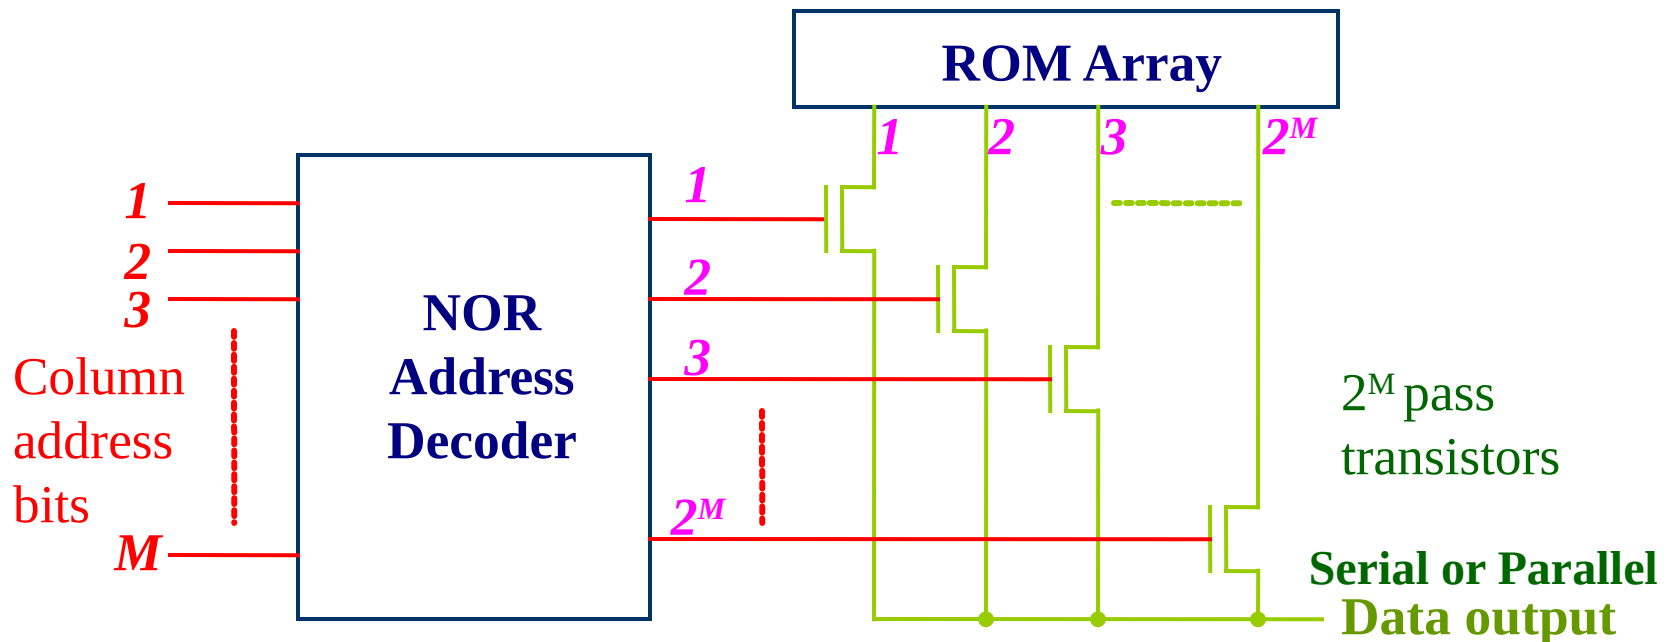 ROM Array
1 2 3 2ᴹ
1
2
3
Column
address
bits
M
NOR
Address
Decoder
1
2
3
2ᴹ
2ᴹ pass
transistors
Serial or Parallel
Data output